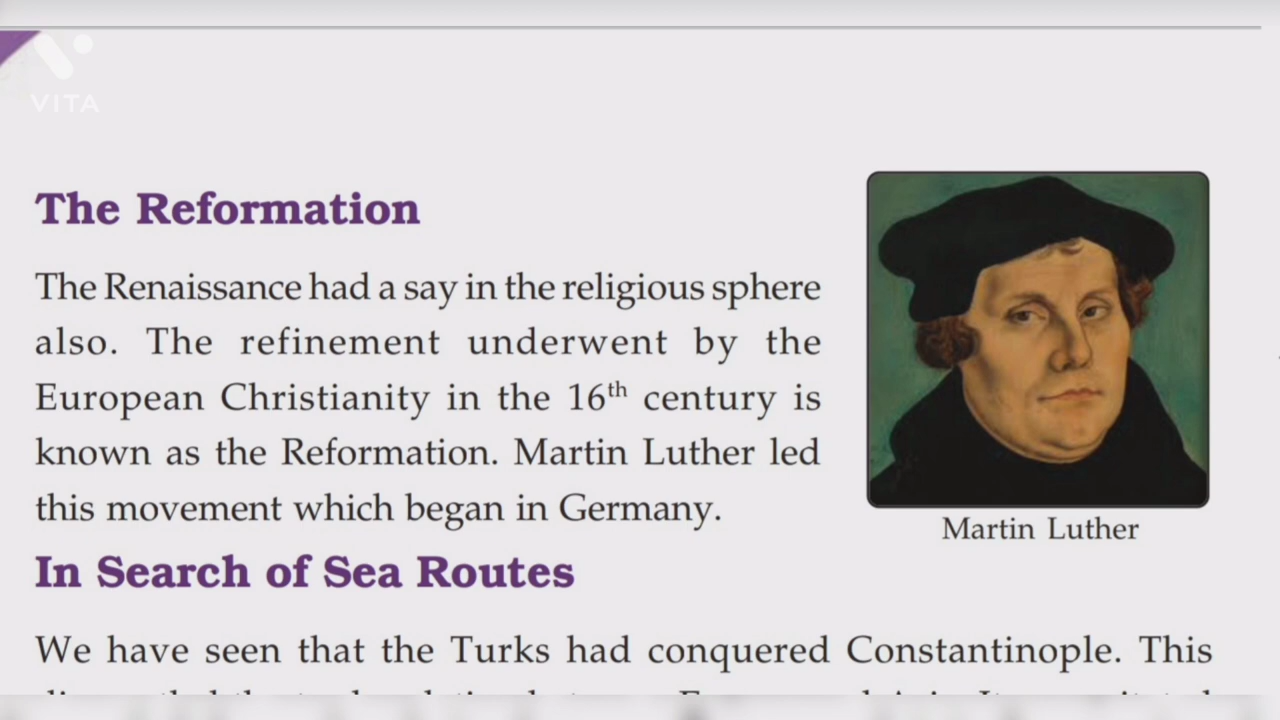 VITA
The Reformation
The Renaissance had a say in the religious sphere
also. The refinement underwent by the
European Christianity in the 16th century is
known as the Reformation. Martin Luther led
this movement which began in Germany.
Martin Luther
In Search of Sea Routes
We have seen that the Turks had conquered Constantinople. This